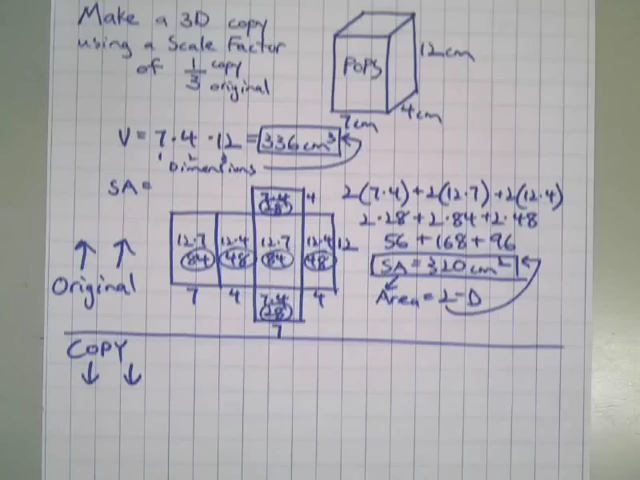 Make a 3D copy
using a Scale Factor
of 1/3 copy
original
POPS
12cm
4cm
7cm
V = 7·4·12 = 336 cm³
1 2 3
Dimensions
SA =
7·4
28
4
12·7
84
12·4
48
12·7
84
12·4
48
12
7
4
4
7·4
28
7
2(7·4)+2(12·7)+2(12·4)
2·28+2·84+2·48
56+168+96
SA = 320 cm²
Area = 2-D
Original
COPY